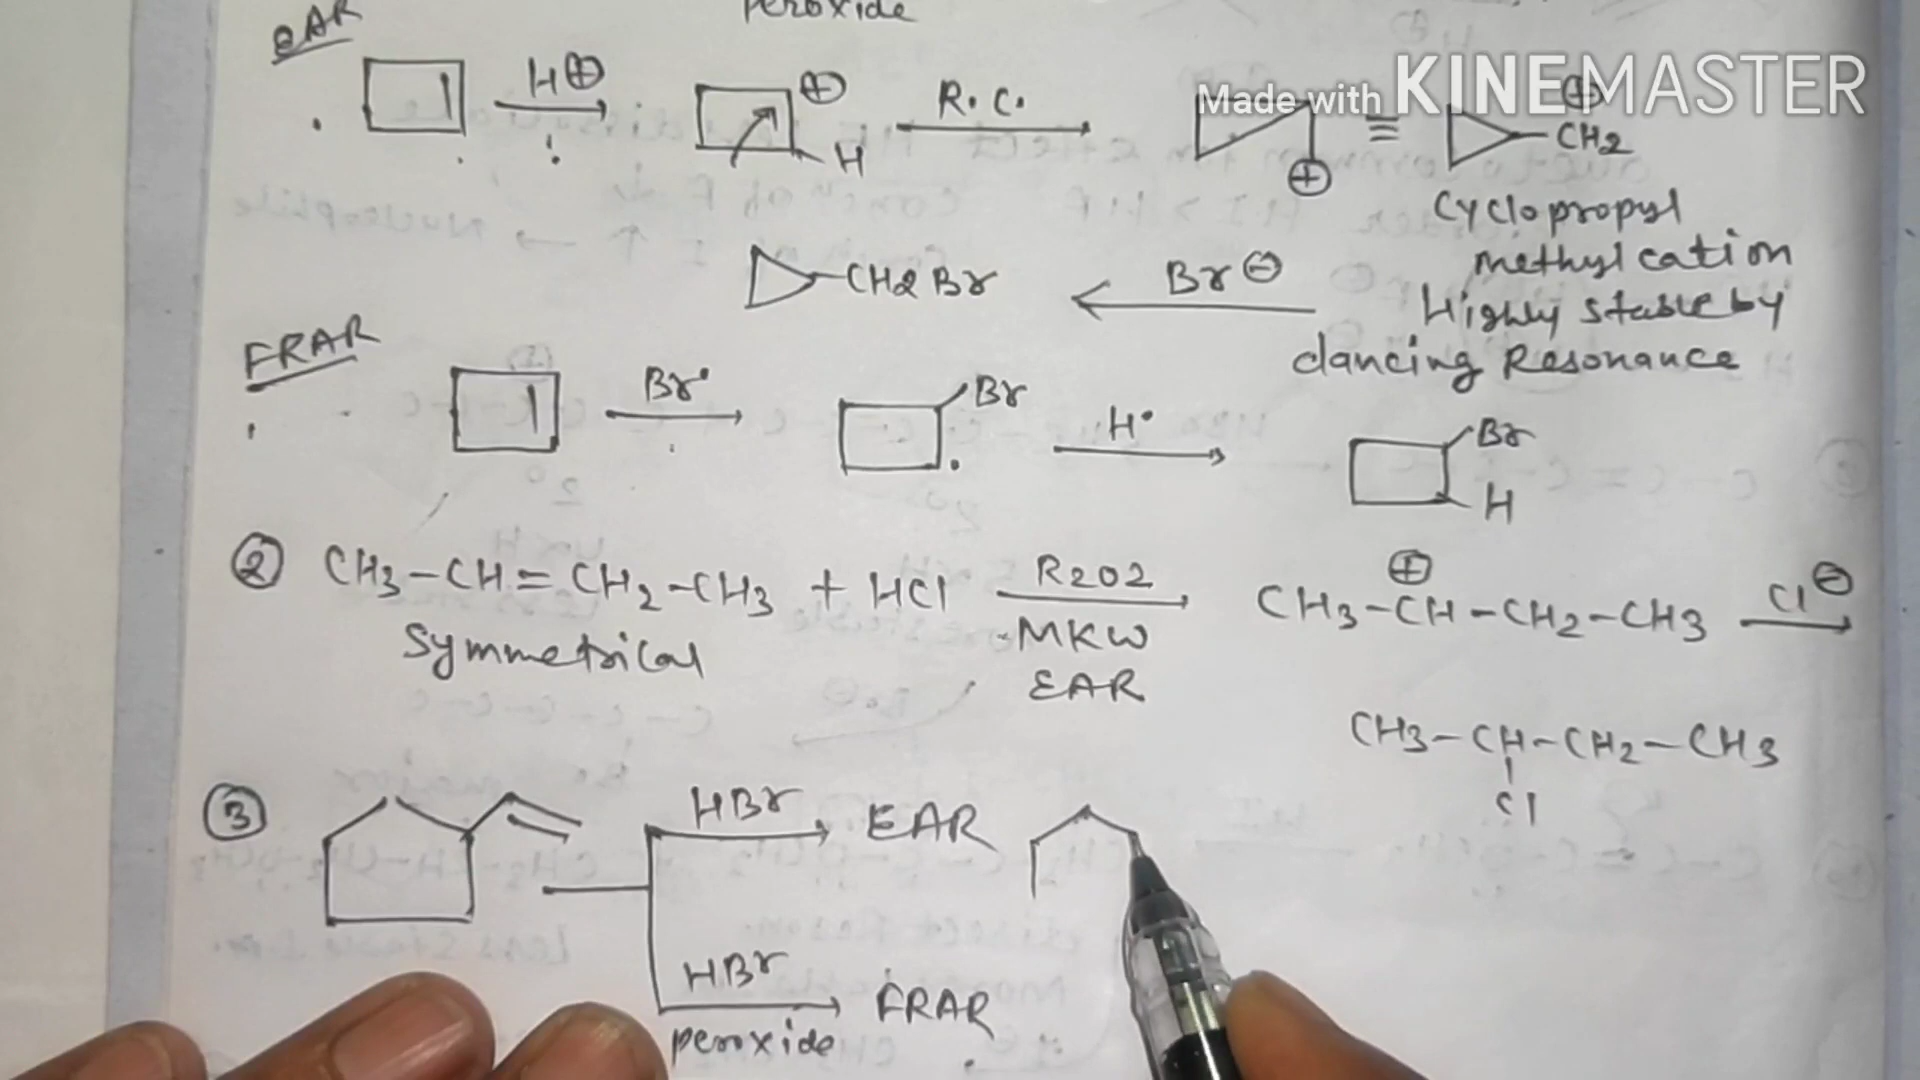 peroxide
EAR
H⊕ ⊕ H R.C. ⊕ ≡ ⊕ CH2
Made with KINEMASTER
Cyclopropyl
methyl cation
Highly stable by
dancing Resonance
CH2Br Br⊖
FRAR
Br• Br H• Br
H
② CH3-CH=CH2-CH3 + HCl R2O2 CH3-CH-CH2-CH3 Cl⊖
⊕
Symmetrical MKW
EAR
CH3-CH-CH2-CH3
Cl
③ HBr EAR
HBr FRAR
peroxide